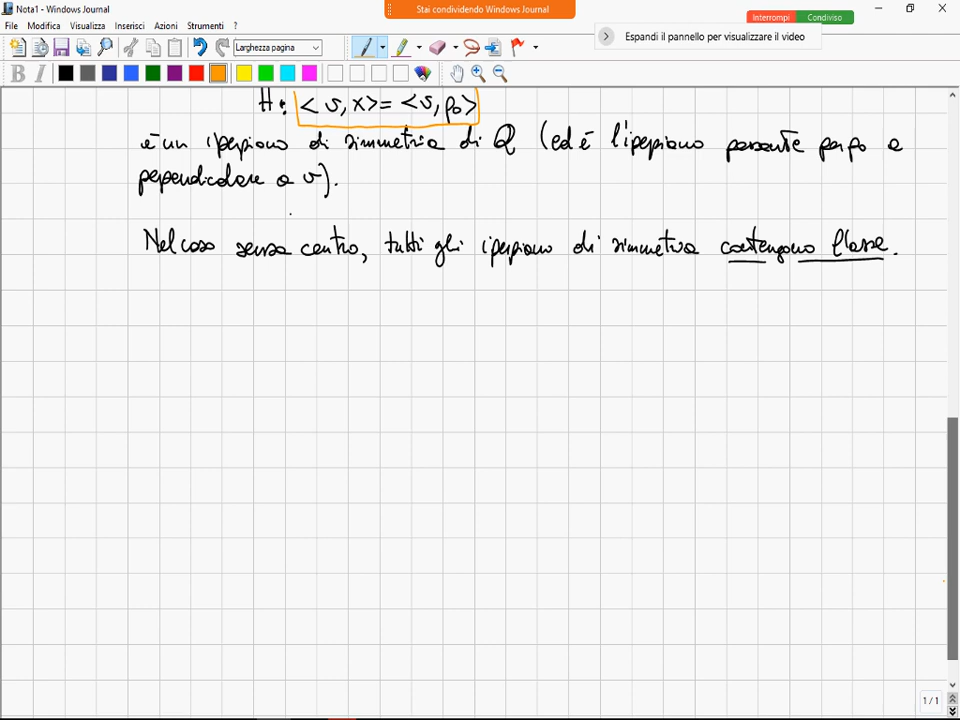 Nota1 - Windows Journal
Stai condividendo Windows Journal
Interrompi
Condiviso
File Modifica Visualizza Inserisci Azioni Strumenti ?
Espandi il pannello per visualizzare il video
Larghezza pagina
B I
H: < v, x> = <v, p0>
è un iperpiano di simmetria di Q (ed è l'ipepiano passante per p0 e
perpendicolare a v).
Nel caso senza centro, tutti gli iperpiano di simmetria contengono l'asse.
1 / 1